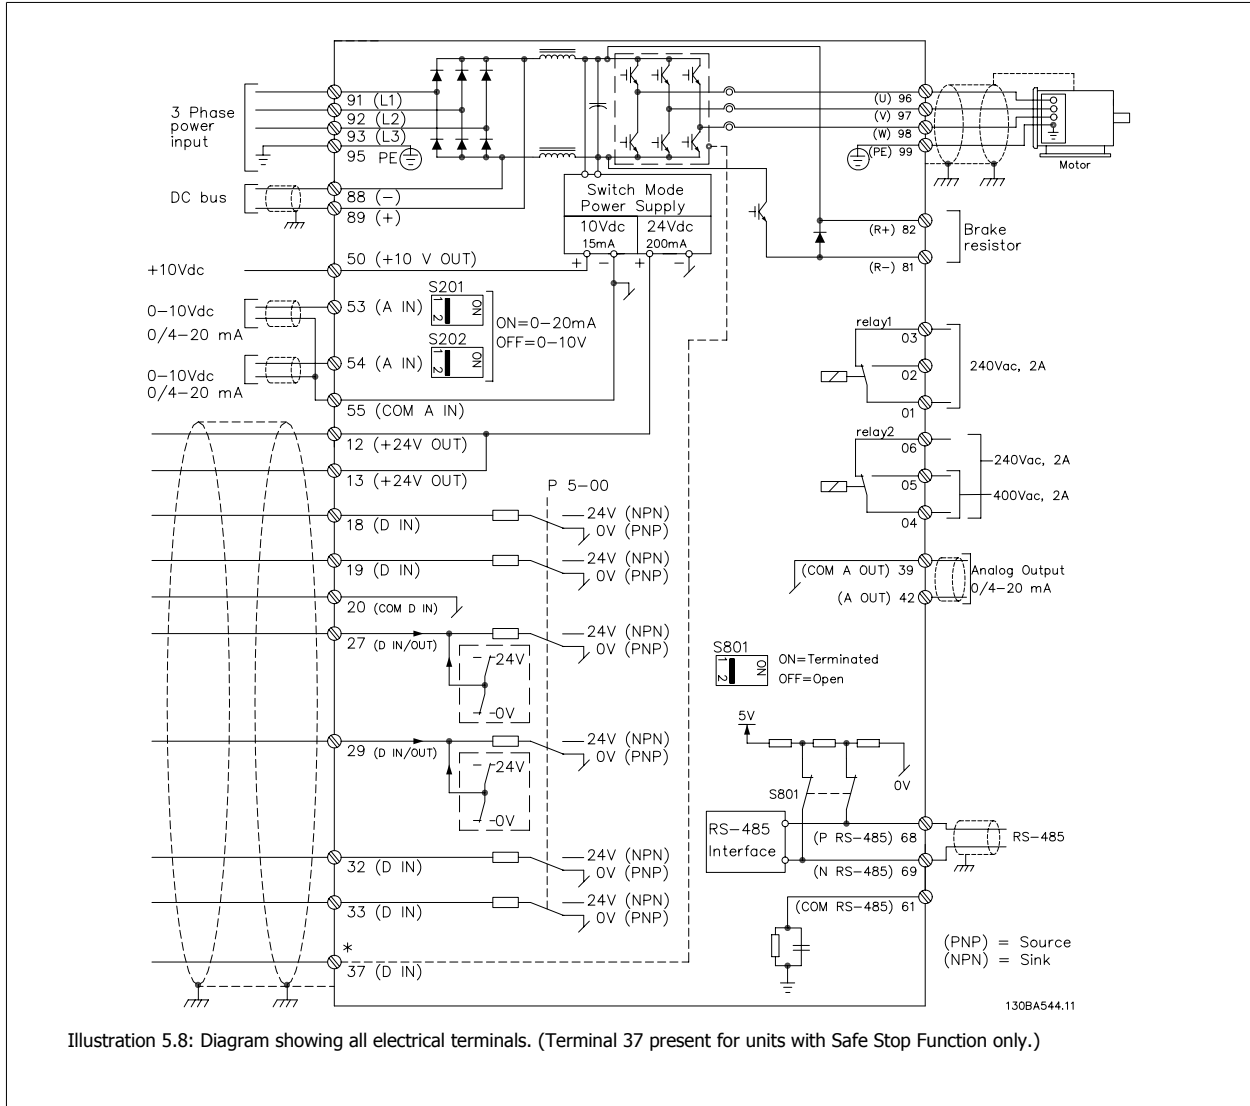 3 Phase
power
input
91 (L1)
92 (L2)
93 (L3)
95 PE
DC bus
88 (-)
89 (+)
+10Vdc
50 (+10 V OUT)
0-10Vdc
0/4-20 mA
53 (A IN)
S201
1 2
ON
ON=0-20mA
OFF=0-10V
S202
1 2
ON
0-10Vdc
0/4-20 mA
54 (A IN)
55 (COM A IN)
12 (+24V OUT)
13 (+24V OUT)
P 5-00
18 (D IN)
24V (NPN)
0V (PNP)
19 (D IN)
24V (NPN)
0V (PNP)
20 (COM D IN)
27 (D IN/OUT)
24V (NPN)
0V (PNP)
24V
0V
29 (D IN/OUT)
24V (NPN)
0V (PNP)
24V
0V
32 (D IN)
24V (NPN)
0V (PNP)
33 (D IN)
24V (NPN)
0V (PNP)
*
37 (D IN)
Switch Mode
Power Supply
10Vdc
15mA
24Vdc
200mA
+ - + -
(U) 96
(V) 97
(W) 98
(PE) 99
Motor
(R+) 82
(R-) 81
Brake
resistor
relay1
03
02
01
240Vac, 2A
relay2
06
05
04
240Vac, 2A
400Vac, 2A
(COM A OUT) 39
(A OUT) 42
Analog Output
0/4-20 mA
S801
1 2
ON
ON=Terminated
OFF=Open
5V
S801
0V
RS-485
Interface
(P RS-485) 68
(N RS-485) 69
RS-485
(COM RS-485) 61
(PNP) = Source
(NPN) = Sink
130BA544.11
Illustration 5.8: Diagram showing all electrical terminals. (Terminal 37 present for units with Safe Stop Function only.)